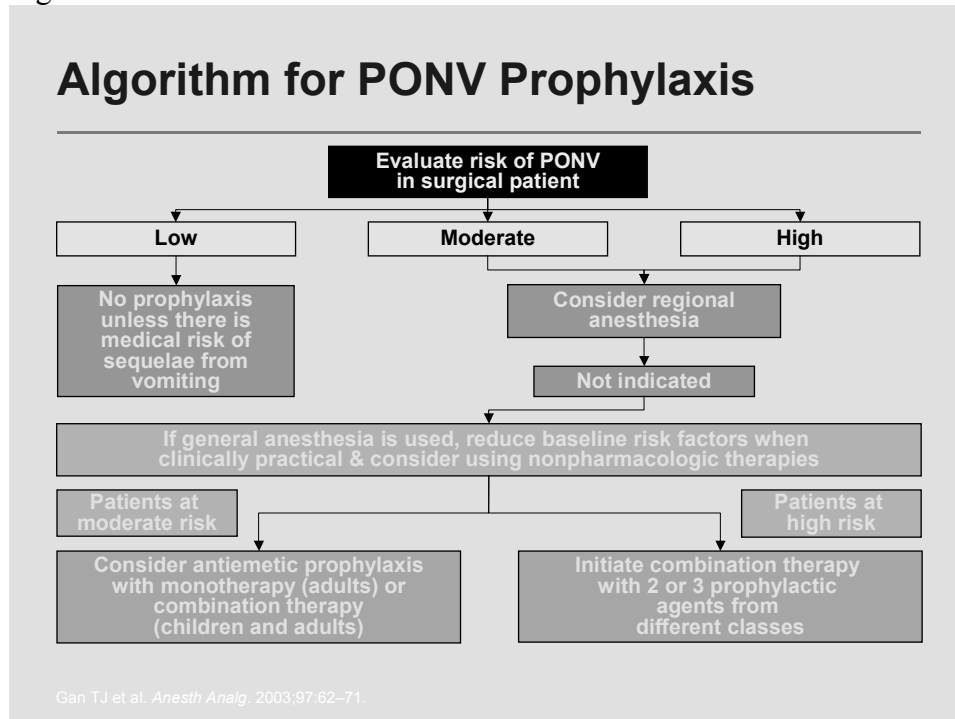 Algorithm for PONV Prophylaxis
Evaluate risk of PONV
in surgical patient
Low
Moderate
High
No prophylaxis
unless there is
medical risk of
sequelae from
vomiting
Consider regional
anesthesia
Not indicated
If general anesthesia is used, reduce baseline risk factors when
clinically practical & consider using nonpharmacologic therapies
Patients at
moderate risk
Patients at
high risk
Consider antiemetic prophylaxis
with monotherapy (adults) or
combination therapy
(children and adults)
Initiate combination therapy
with 2 or 3 prophylactic
agents from
different classes
Gan TJ et al. Anesth Analg. 2003;97:62–71.